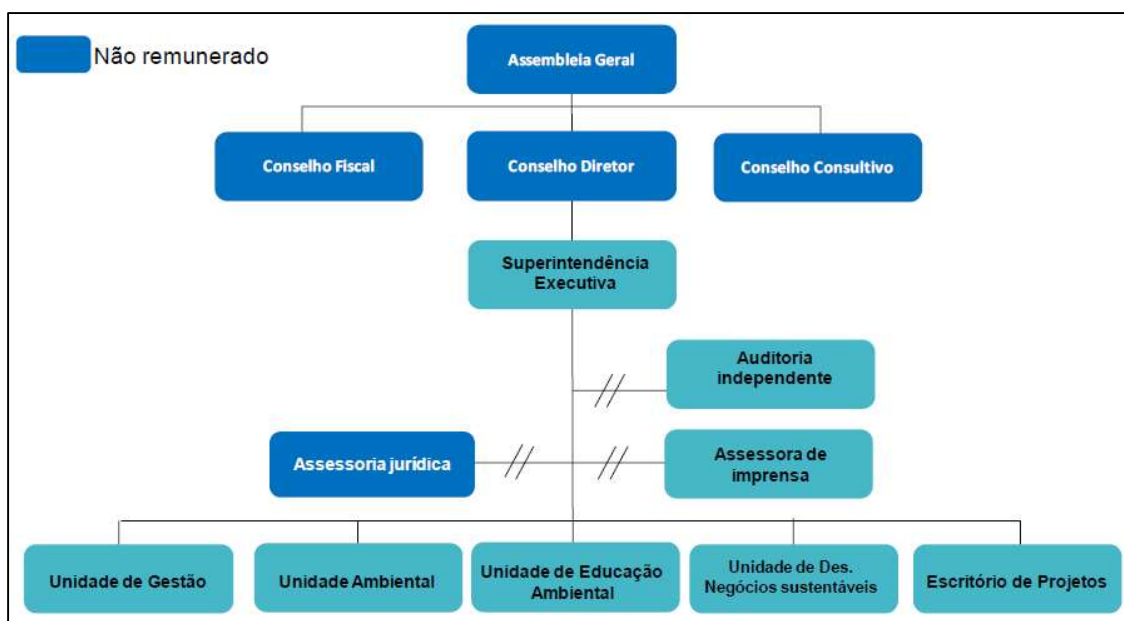 Não remunerado
Assembleia Geral
Conselho Fiscal
Conselho Diretor
Conselho Consultivo
Superintendência
Executiva
Auditoria
independente
Assessoria jurídica
Assessora de
imprensa
Unidade de Gestão
Unidade Ambiental
Unidade de Educação
Ambiental
Unidade de Des.
Negócios sustentáveis
Escritório de Projetos